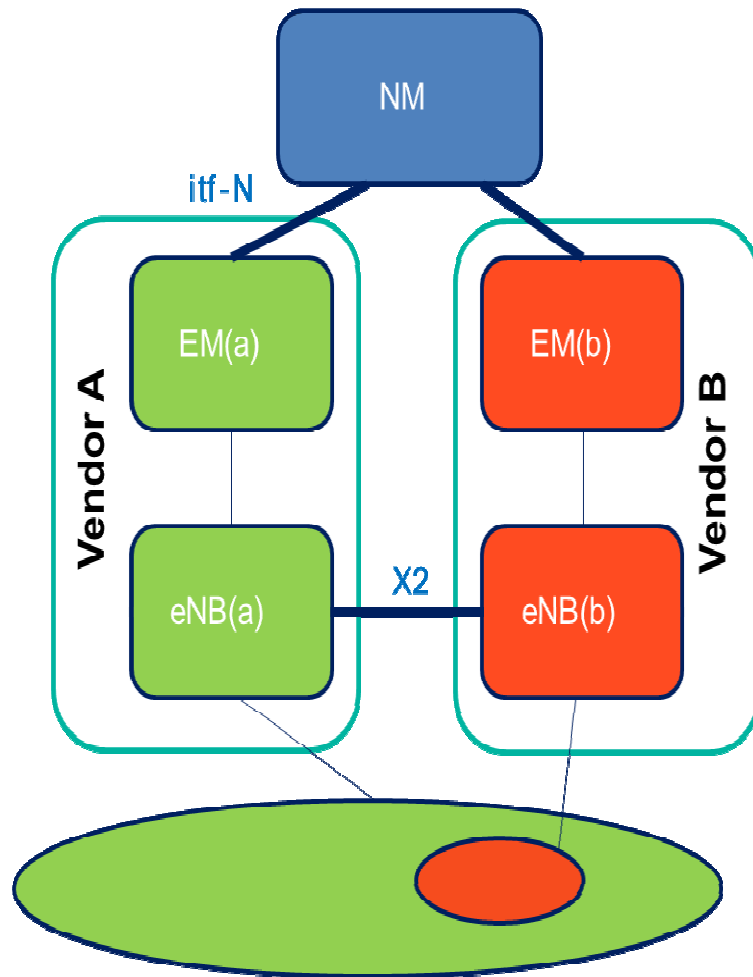 NM
itf-N
EM(a)
EM(b)
Vendor A
Vendor B
X2
eNB(a)
eNB(b)